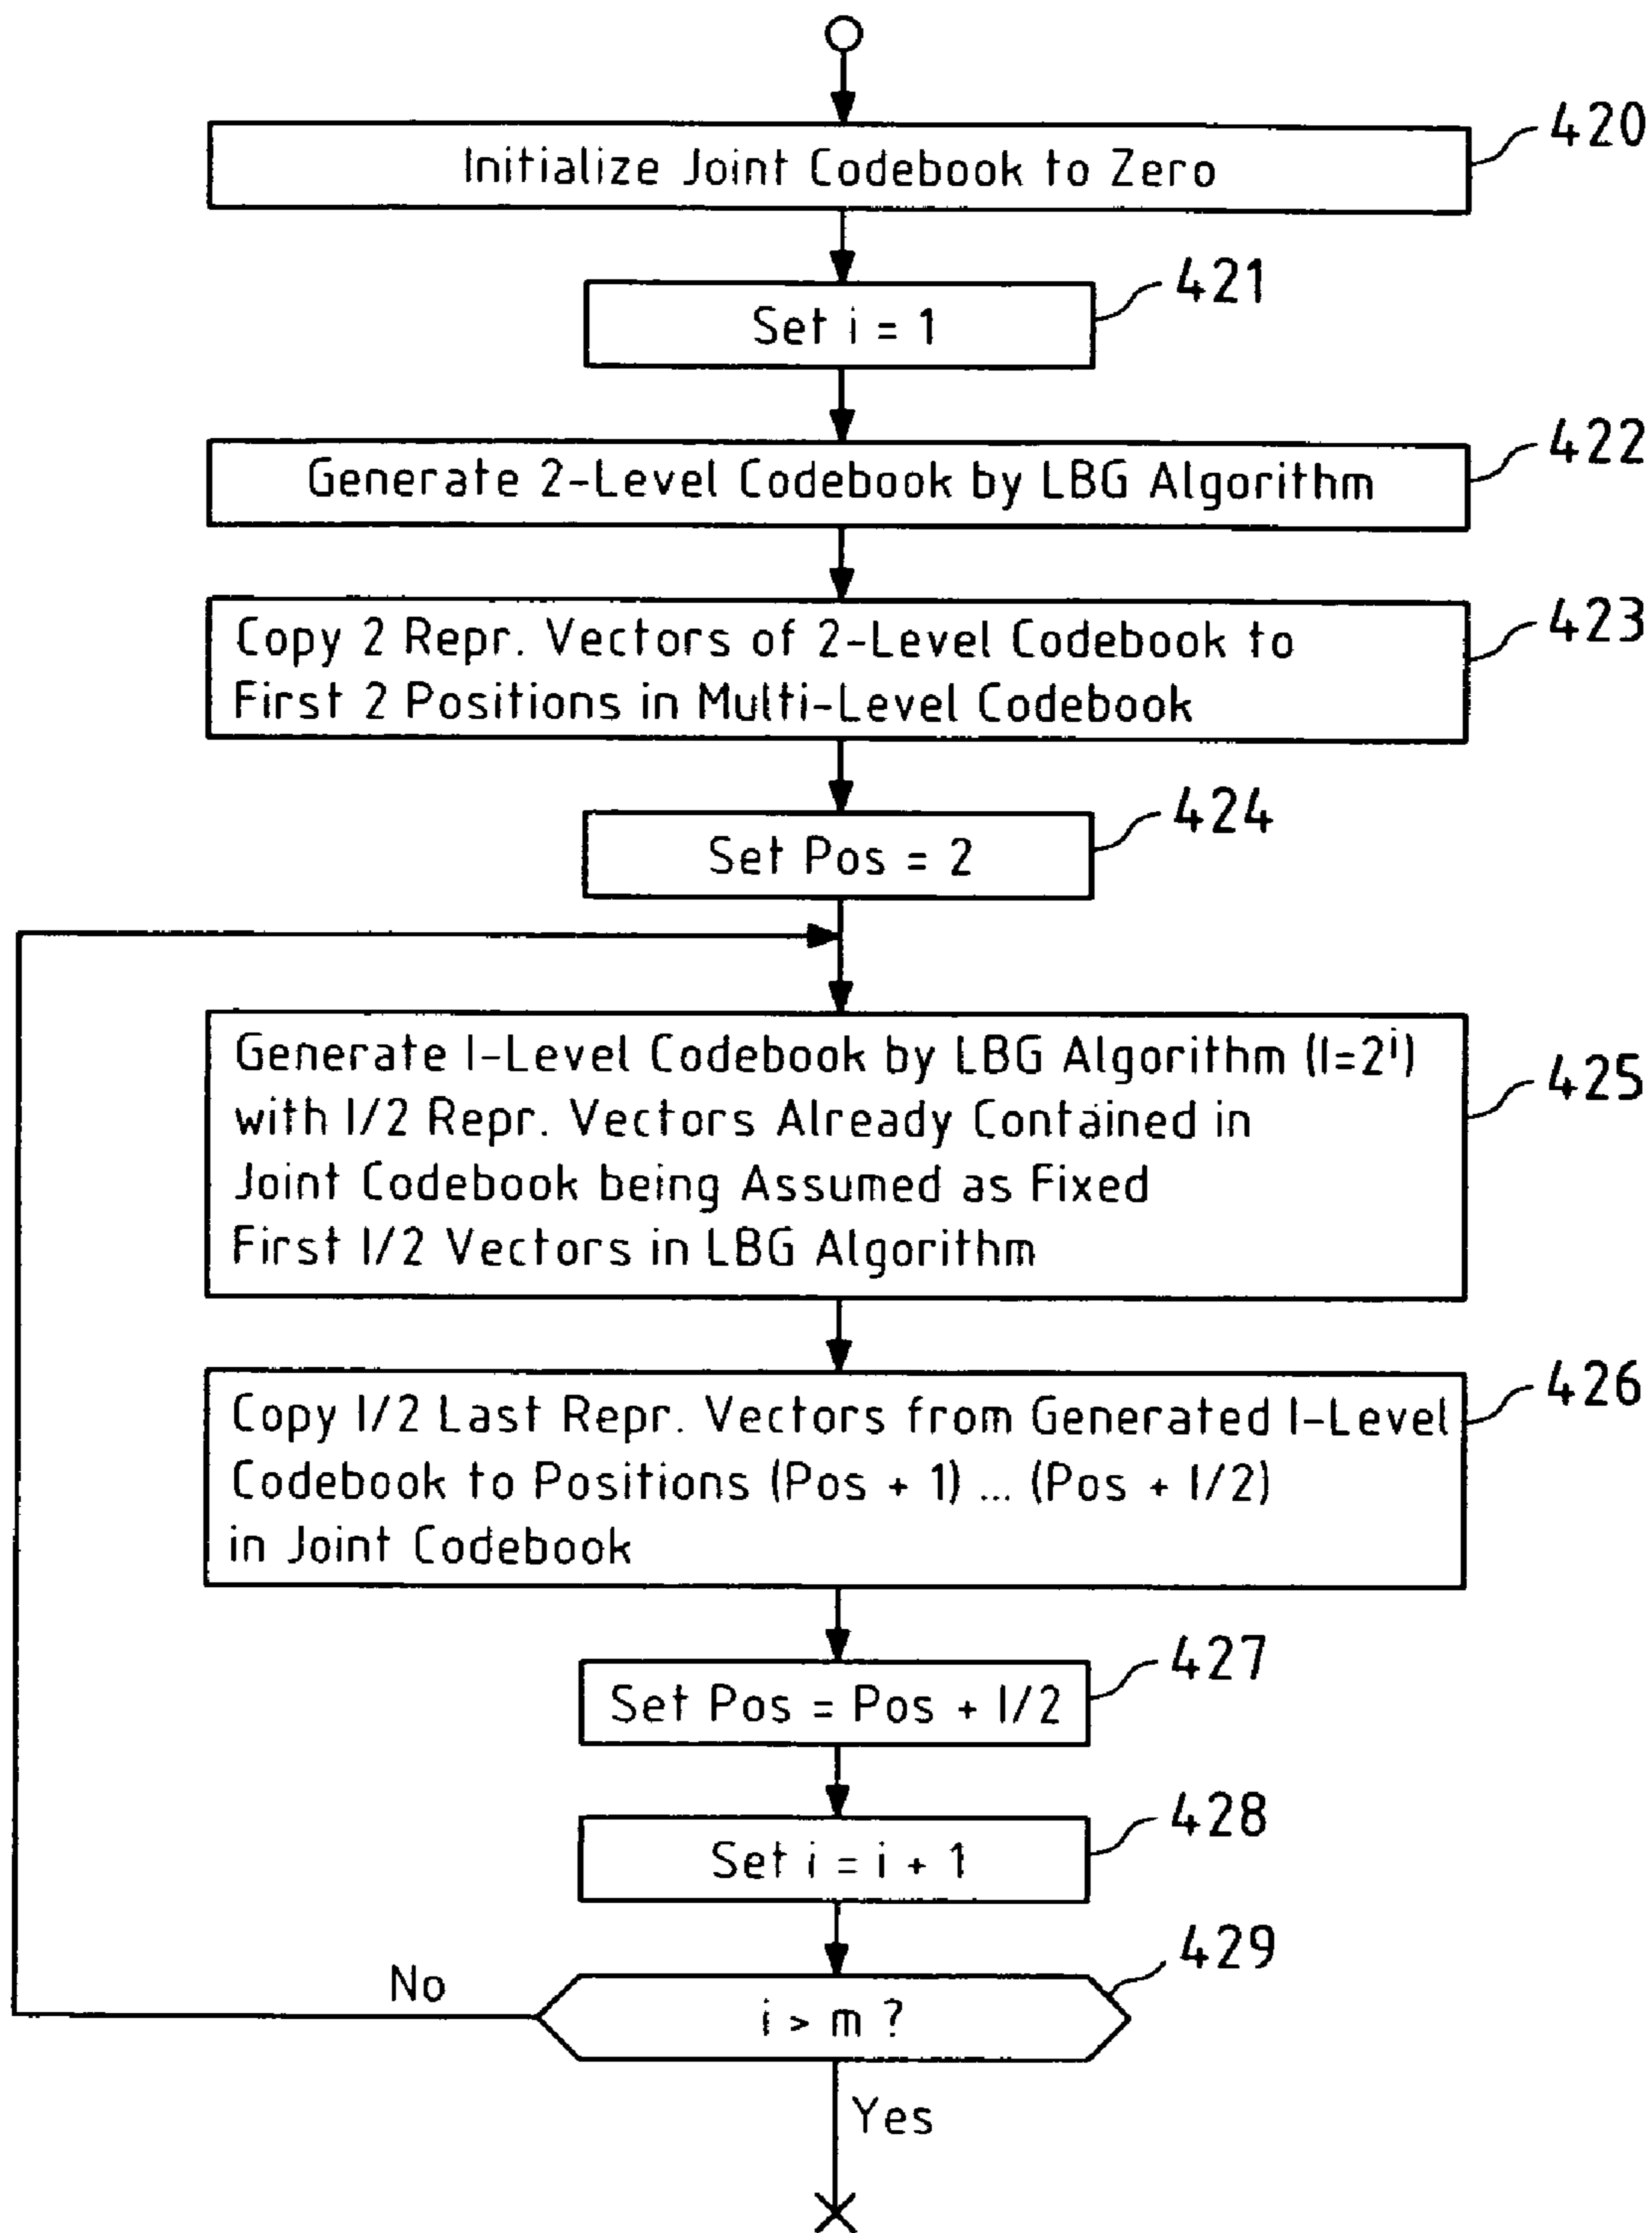 Initialize Joint Codebook to Zero
420
Set i = 1
421
Generate 2-Level Codebook by LBG Algorithm
422
Copy 2 Repr. Vectors of 2-Level Codebook to
First 2 Positions in Multi-Level Codebook
423
Set Pos = 2
424
Generate l-Level Codebook by LBG Algorithm (l=2ⁱ)
with l/2 Repr. Vectors Already Contained in
Joint Codebook being Assumed as Fixed
First l/2 Vectors in LBG Algorithm
425
Copy l/2 Last Repr. Vectors from Generated l-Level
Codebook to Positions (Pos + 1) ... (Pos + l/2)
in Joint Codebook
426
Set Pos = Pos + l/2
427
Set i = i + 1
428
i > m ?
429
No
Yes